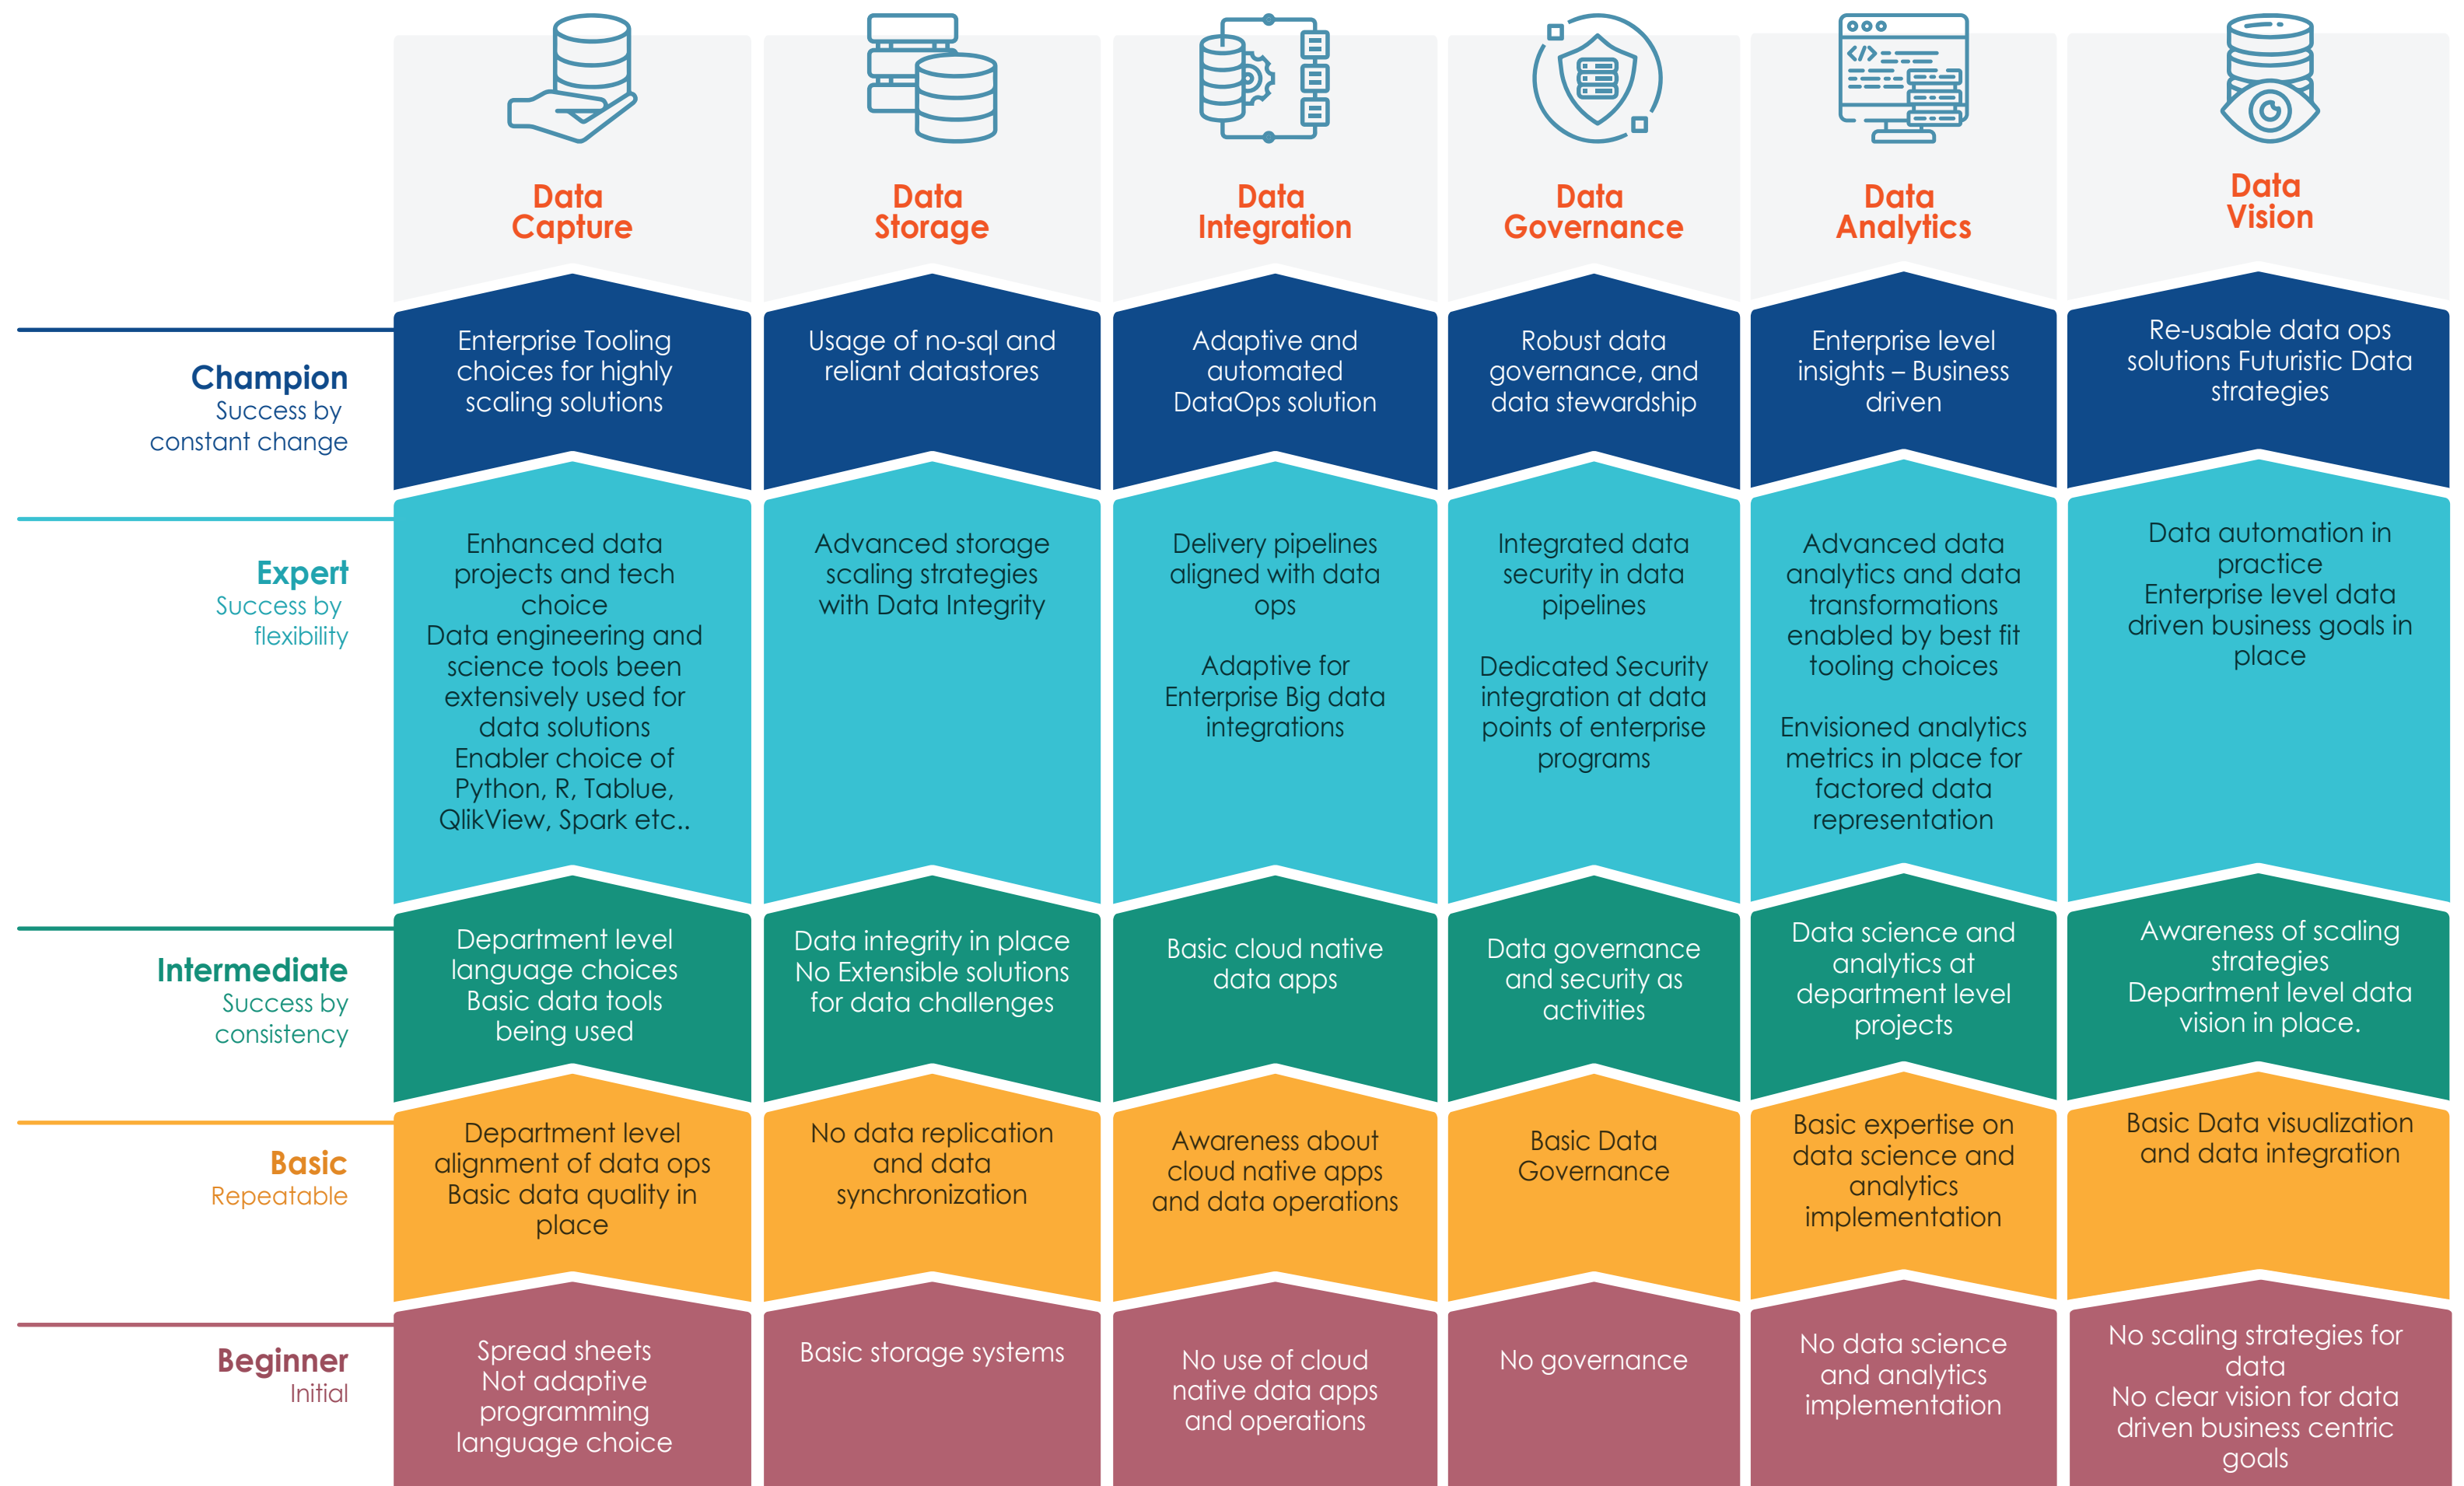 Data
Capture
Data
Storage
Data
Integration
Data
Governance
Data
Analytics
Data
Vision
Champion
Success by
constant change
Enterprise Tooling
choices for highly
scaling solutions
Usage of no-sql and
reliant datastores
Adaptive and
automated
DataOps solution
Robust data
governance, and
data stewardship
Enterprise level
insights – Business
driven
Re-usable data ops
solutions Futuristic Data
strategies
Expert
Success by
flexibility
Enhanced data
projects and tech
choice
Data engineering and
science tools been
extensively used for
data solutions
Enabler choice of
Python, R, Tablue,
QlikView, Spark etc..
Advanced storage
scaling strategies
with Data Integrity
Delivery pipelines
aligned with data
ops
Adaptive for
Enterprise Big data
integrations
Integrated data
security in data
pipelines
Dedicated Security
integration at data
points of enterprise
programs
Advanced data
analytics and data
transformations
enabled by best fit
tooling choices
Envisioned analytics
metrics in place for
factored data
representation
Data automation in
practice
Enterprise level data
driven business goals in
place
Intermediate
Success by
consistency
Department level
language choices
Basic data tools
being used
Data integrity in place
No Extensible solutions
for data challenges
Basic cloud native
data apps
Data governance
and security as
activities
Data science and
analytics at
department level
projects
Awareness of scaling
strategies
Department level data
vision in place.
Basic
Repeatable
Department level
alignment of data ops
Basic data quality in
place
No data replication
and data
synchronization
Awareness about
cloud native apps
and data operations
Basic Data
Governance
Basic expertise on
data science and
analytics
implementation
Basic Data visualization
and data integration
Beginner
Initial
Spread sheets
Not adaptive
programming
language choice
Basic storage systems
No use of cloud
native data apps
and operations
No governance
No data science
and analytics
implementation
No scaling strategies for
data
No clear vision for data
driven business centric
goals